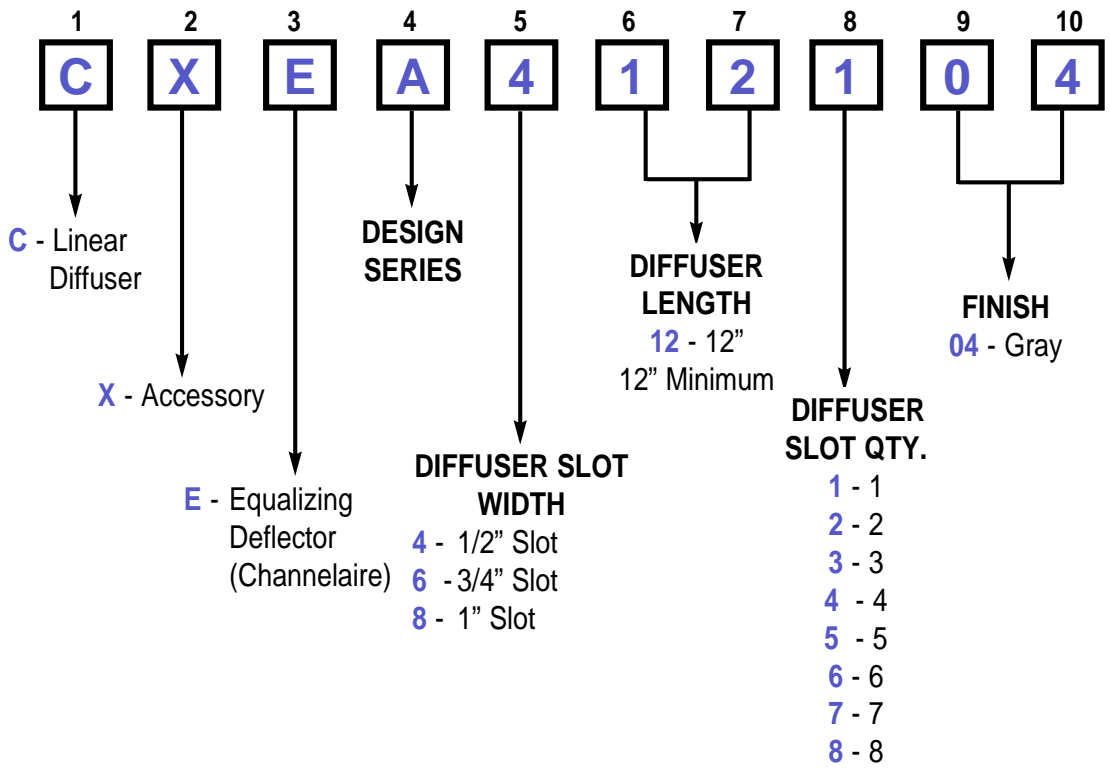 1 2 3 4 5 6 7 8 9 10
C X E A 4 1 2 1 0 4
C - Linear
Diffuser
X - Accessory
E - Equalizing
Deflector
(Channelaire)
DESIGN
SERIES
DIFFUSER SLOT
WIDTH
4 - 1/2” Slot
6 - 3/4” Slot
8 - 1” Slot
DIFFUSER
LENGTH
12 - 12”
12” Minimum
DIFFUSER
SLOT QTY.
1 - 1
2 - 2
3 - 3
4 - 4
5 - 5
6 - 6
7 - 7
8 - 8
FINISH
04 - Gray